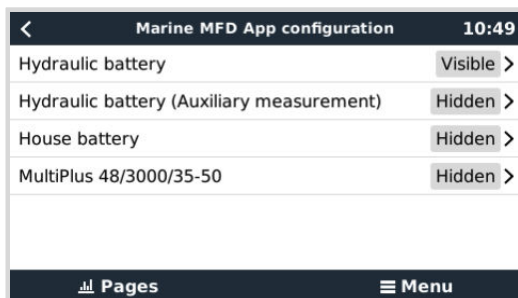 Marine MFD App configuration 10:49
Hydraulic battery Visible
Hydraulic battery (Auxiliary measurement) Hidden
House battery Hidden
MultiPlus 48/3000/35-50 Hidden
Pages Menu